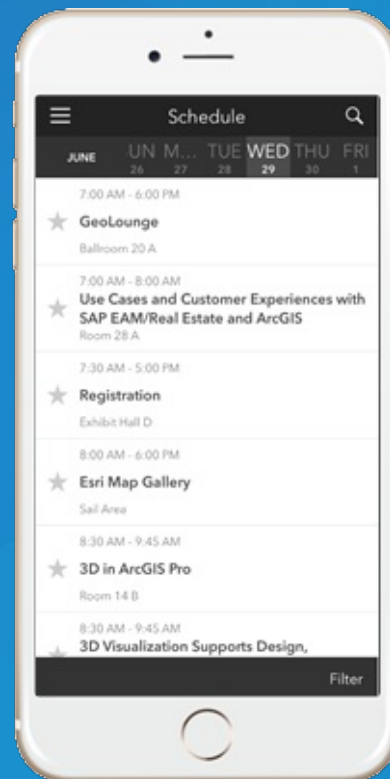 Schedule
JUNE UN M... TUE WED THU FRI
26 27 28 29 30 1
7:00 AM - 6:00 PM
GeoLounge
Ballroom 20 A
7:00 AM - 8:00 AM
Use Cases and Customer Experiences with
SAP EAM/Real Estate and ArcGIS
Room 28 A
7:30 AM - 5:00 PM
Registration
Exhibit Hall D
8:00 AM - 6:00 PM
Esri Map Gallery
Sail Area
8:30 AM - 9:45 AM
3D in ArcGIS Pro
Room 14 B
8:30 AM - 9:45 AM
3D Visualization Supports Design,
Filter